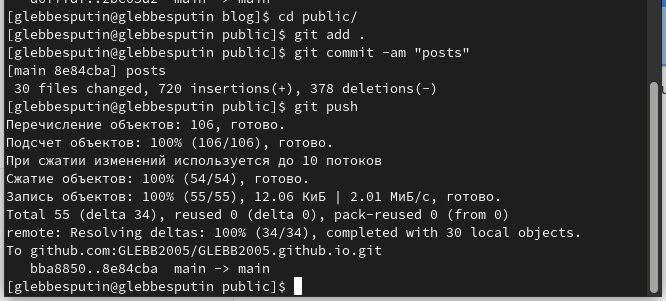 [glebbesputin@glebbesputin blog]$ cd public/
[glebbesputin@glebbesputin public]$ git add .
[glebbesputin@glebbesputin public]$ git commit -am "posts"
[main 8e84cba] posts
 30 files changed, 720 insertions(+), 378 deletions(-)
[glebbesputin@glebbesputin public]$ git push
Перечисление объектов: 106, готово.
Подсчет объектов: 100% (106/106), готово.
При сжатии изменений используется до 10 потоков
Сжатие объектов: 100% (54/54), готово.
Запись объектов: 100% (55/55), 12.06 КиБ | 2.01 МиБ/с, готово.
Total 55 (delta 34), reused 0 (delta 0), pack-reused 0 (from 0)
remote: Resolving deltas: 100% (34/34), completed with 30 local objects.
To github.com:GLEBB2005/GLEBB2005.github.io.git
   bba8850..8e84cba  main -> main
[glebbesputin@glebbesputin public]$